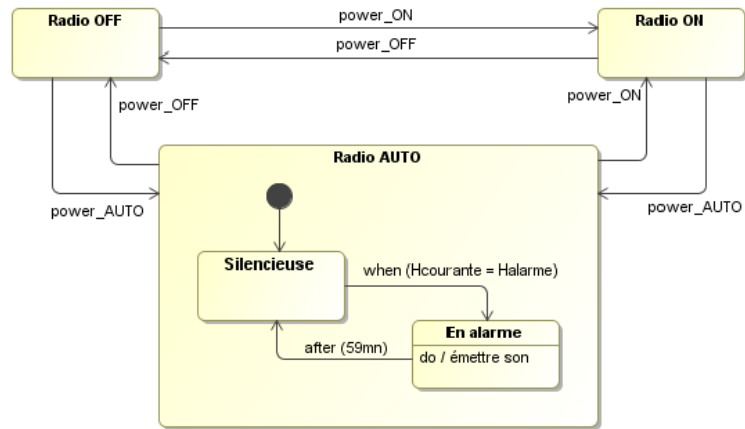 Radio OFF
power_ON
Radio ON
power_OFF
power_OFF
power_ON
Radio AUTO
power_AUTO
power_AUTO
Silencieuse
when (Hcourante = Halarme)
En alarme
after (59mn)
do / émettre son